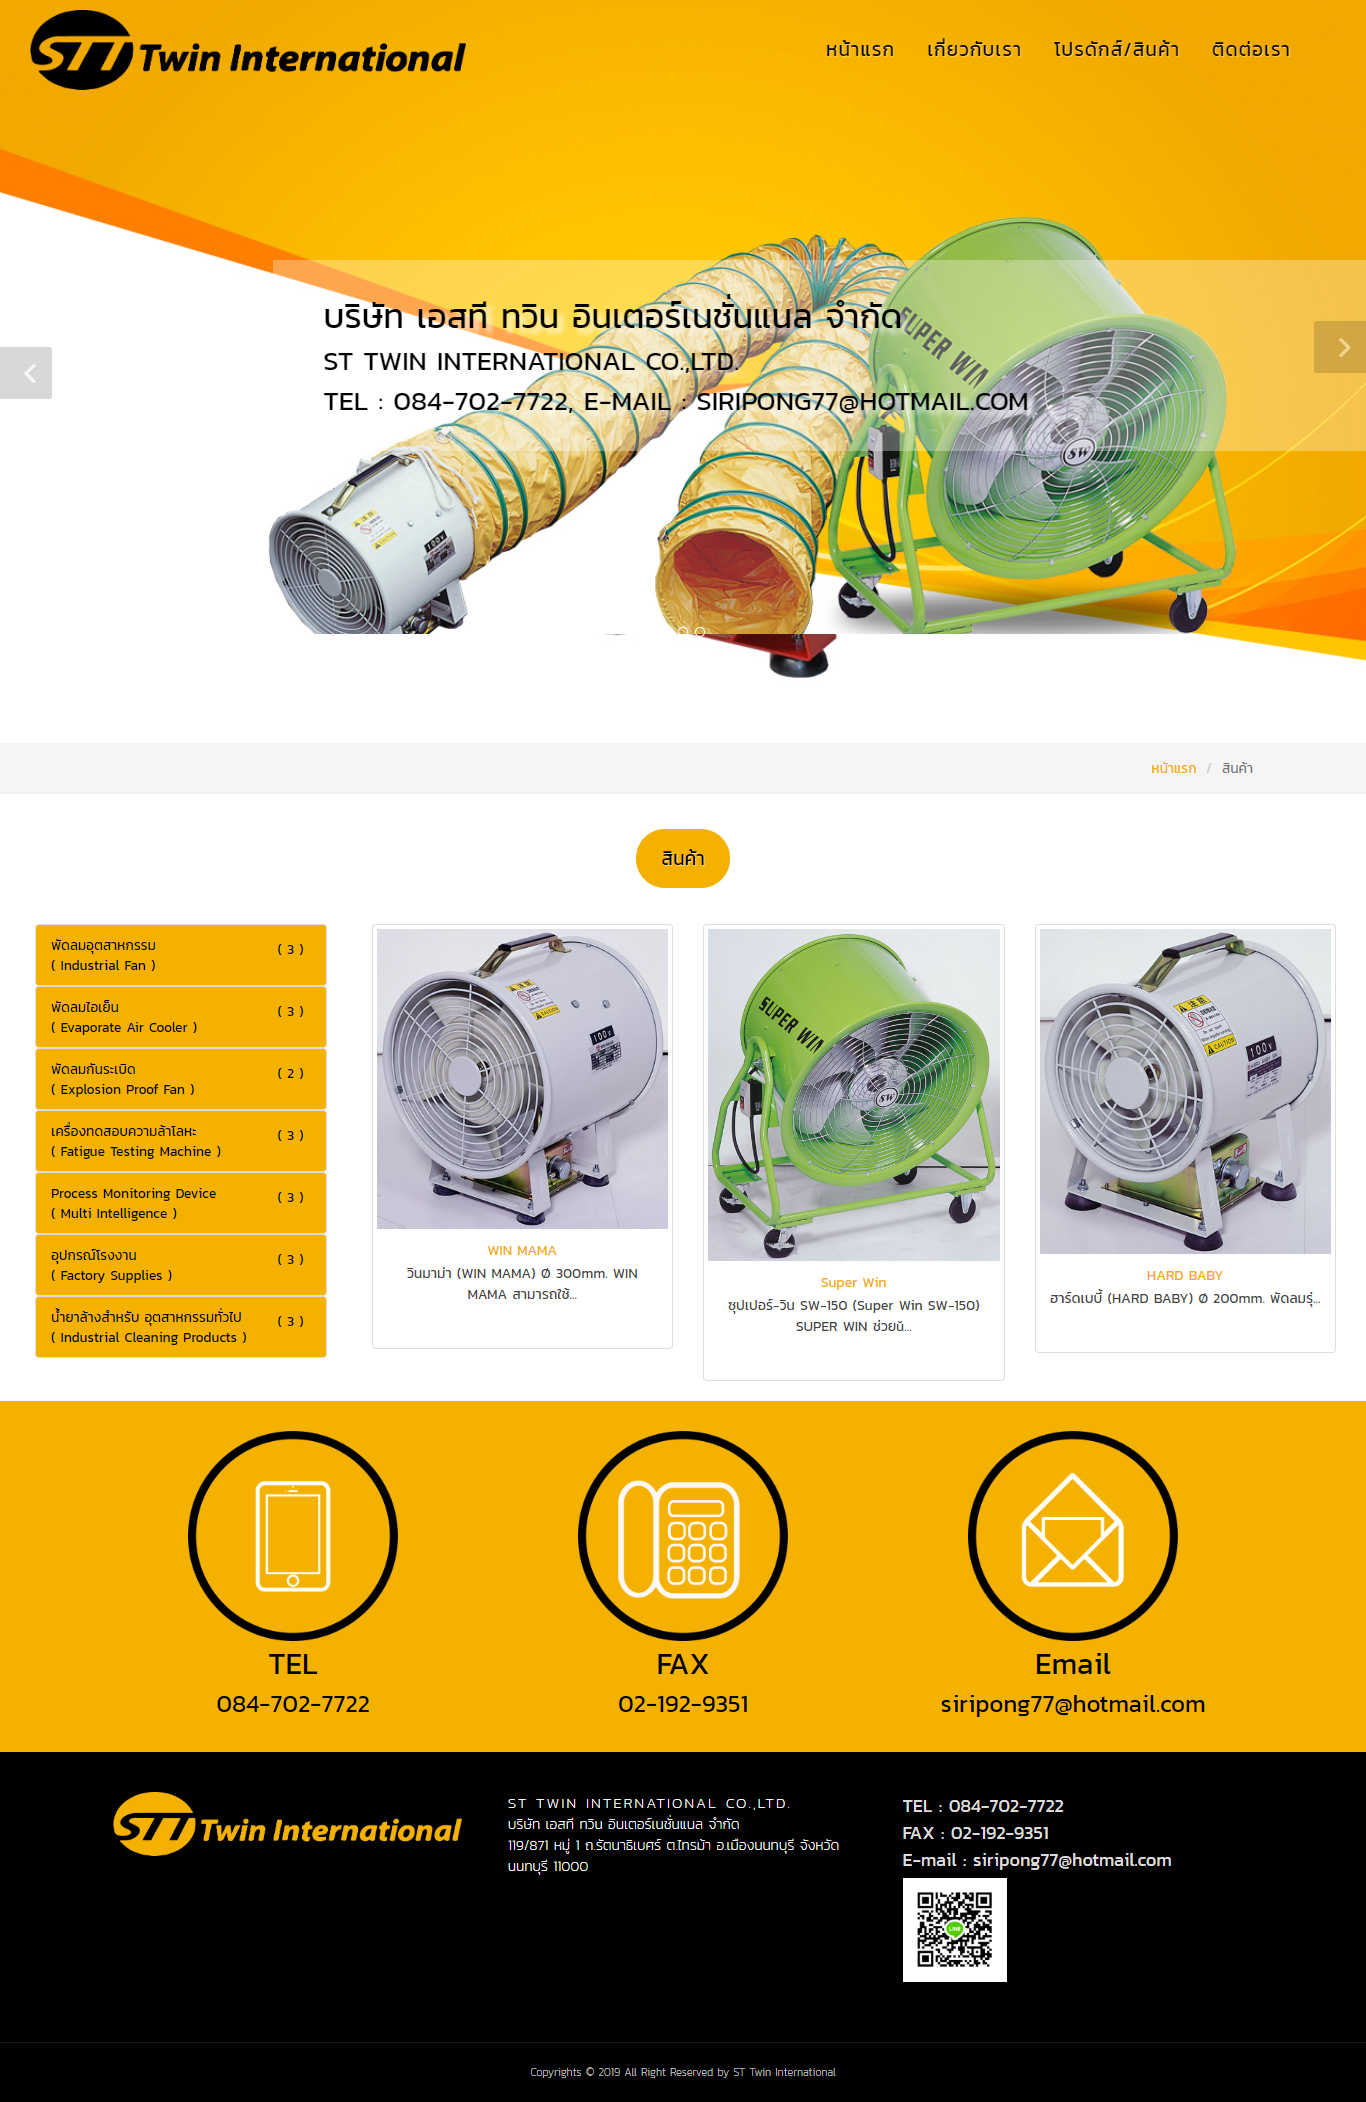 STT Twin International
หน้าแรก เกี่ยวกับเรา โปรดักส์/สินค้า ติดต่อเรา
บริษัท เอสที ทวิน อินเตอร์เนชั่นแนล จำกัด
ST TWIN INTERNATIONAL CO.,LTD.
TEL : 084-702-7722, E-MAIL : SIRIPONG77@HOTMAIL.COM
SUPER WIN
SW
100V
หน้าแรก / สินค้า
สินค้า
พัดลมอุตสาหกรรม ( 3 )
( Industrial Fan )
พัดลมไอเย็น ( 3 )
( Evaporate Air Cooler )
พัดลมกันระเบิด ( 2 )
( Explosion Proof Fan )
เครื่องทดสอบความล้าโลหะ ( 3 )
( Fatigue Testing Machine )
Process Monitoring Device ( 3 )
( Multi Intelligence )
อุปกรณ์โรงงาน ( 3 )
( Factory Supplies )
น้ำยาล้างสำหรับ อุตสาหกรรมทั่วไป ( 3 )
( Industrial Cleaning Products )
100V
WIN MAMA
วินมาม่า (WIN MAMA) Ø 300mm. WIN
MAMA สามารถใช้...
SUPER WIN
SW
Super Win
ซุปเปอร์-วิน SW-150 (Super Win SW-150)
SUPER WIN ช่วยน้...
CAUTION
100V
HARD BABY
ฮาร์ดเบบี้ (HARD BABY) Ø 200mm. พัดลมรุ่...
TEL
084-702-7722
FAX
02-192-9351
Email
siripong77@hotmail.com
STT Twin International
ST TWIN INTERNATIONAL CO.,LTD.
บริษัท เอสที ทวิน อินเตอร์เนชั่นแนล จำกัด
119/871 หมู่ 1 ถ.รัตนาธิเบศร์ ต.ไทรม้า อ.เมืองนนทบุรี จังหวัด
นนทบุรี 11000
TEL : 084-702-7722
FAX : 02-192-9351
E-mail : siripong77@hotmail.com
LINE
Copyrights © 2019 All Right Reserved by ST Twin International